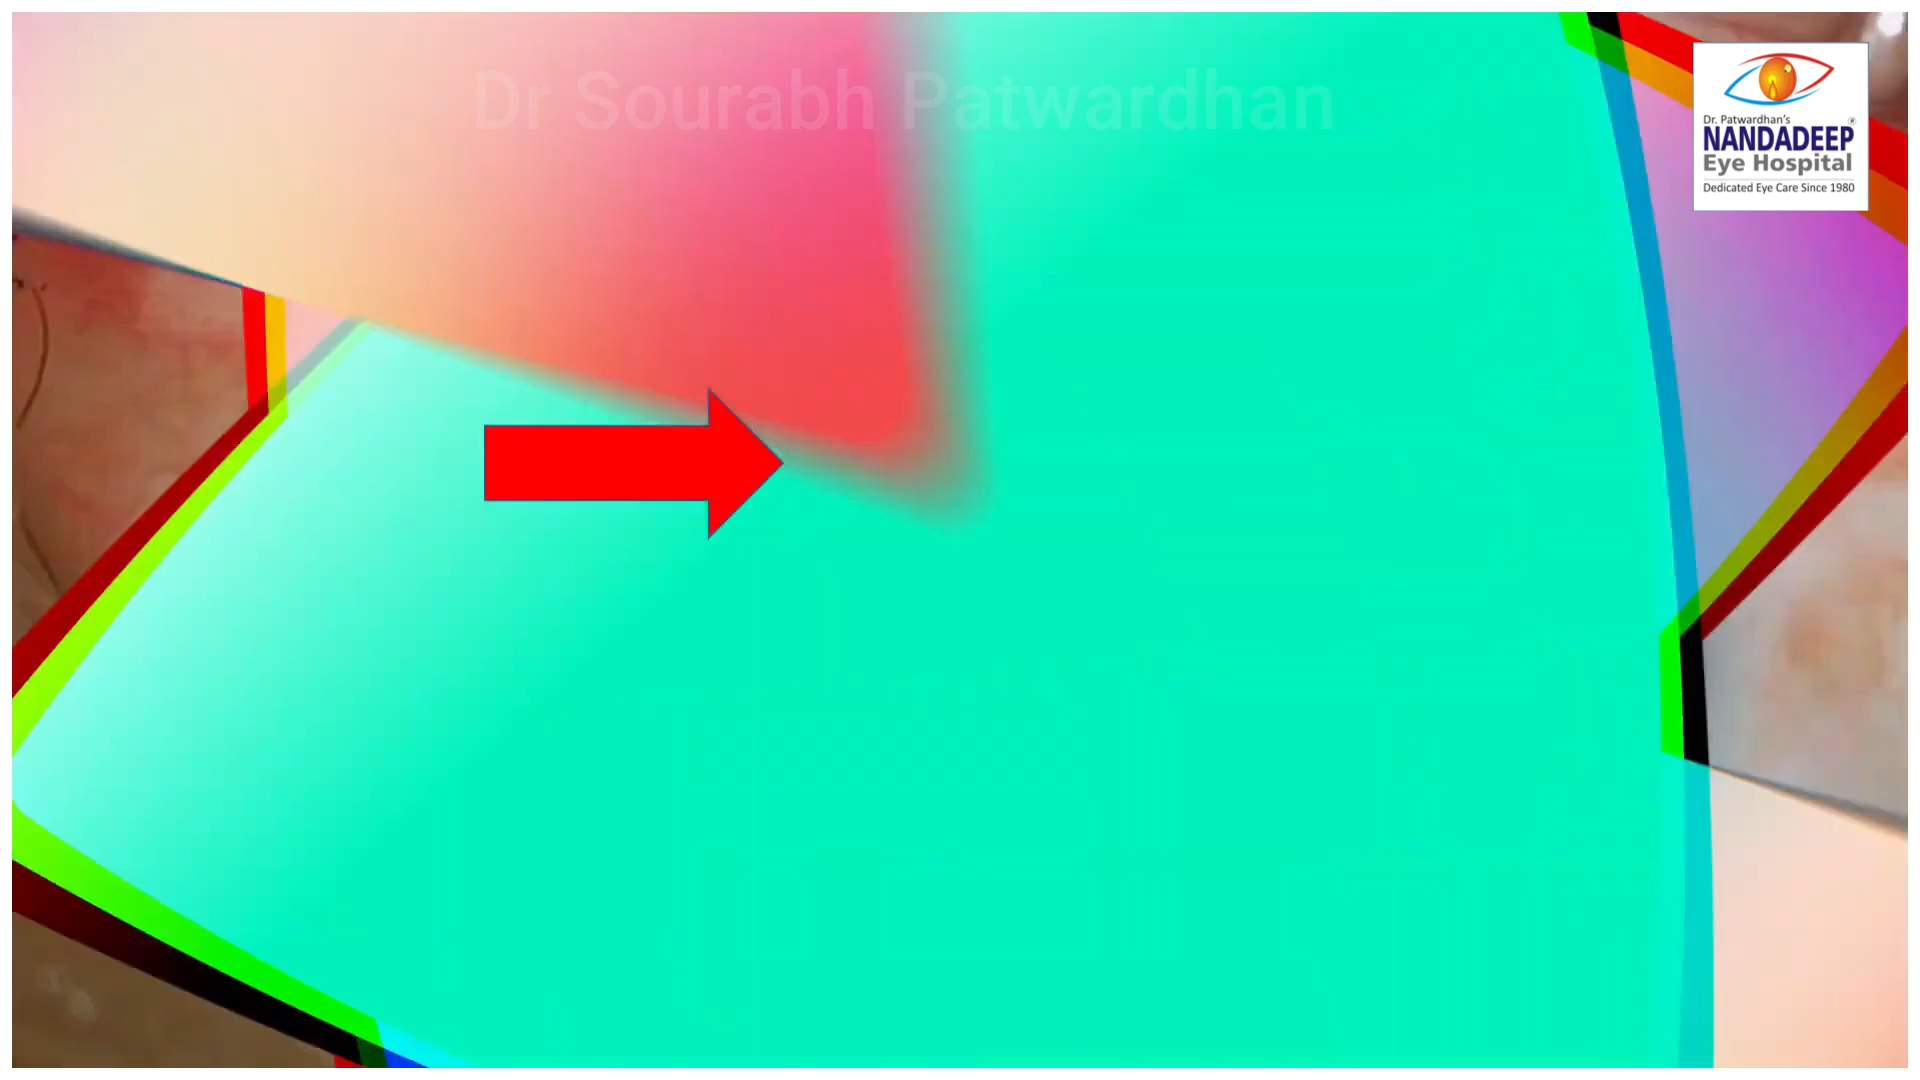 Dr Sourabh Patwardhan
Dr. Patwardhan's
NANDADEEP ®
Eye Hospital
Dedicated Eye Care Since 1980